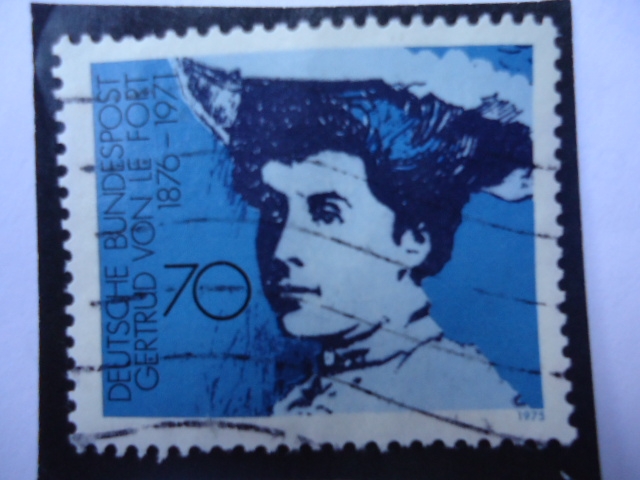 DEUTSCHE BUNDESPOST
GERTRUD VON LE FORT
1876-1971
70
1975